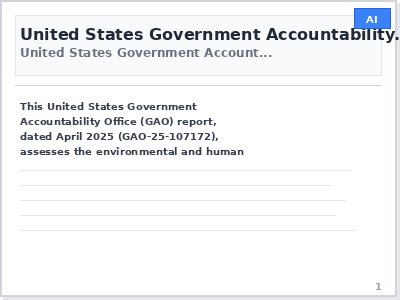 AI
United States Government Accountability.
United States Government Account...
This United States Government
Accountability Office (GAO) report,
dated April 2025 (GAO-25-107172),
assesses the environmental and human
1